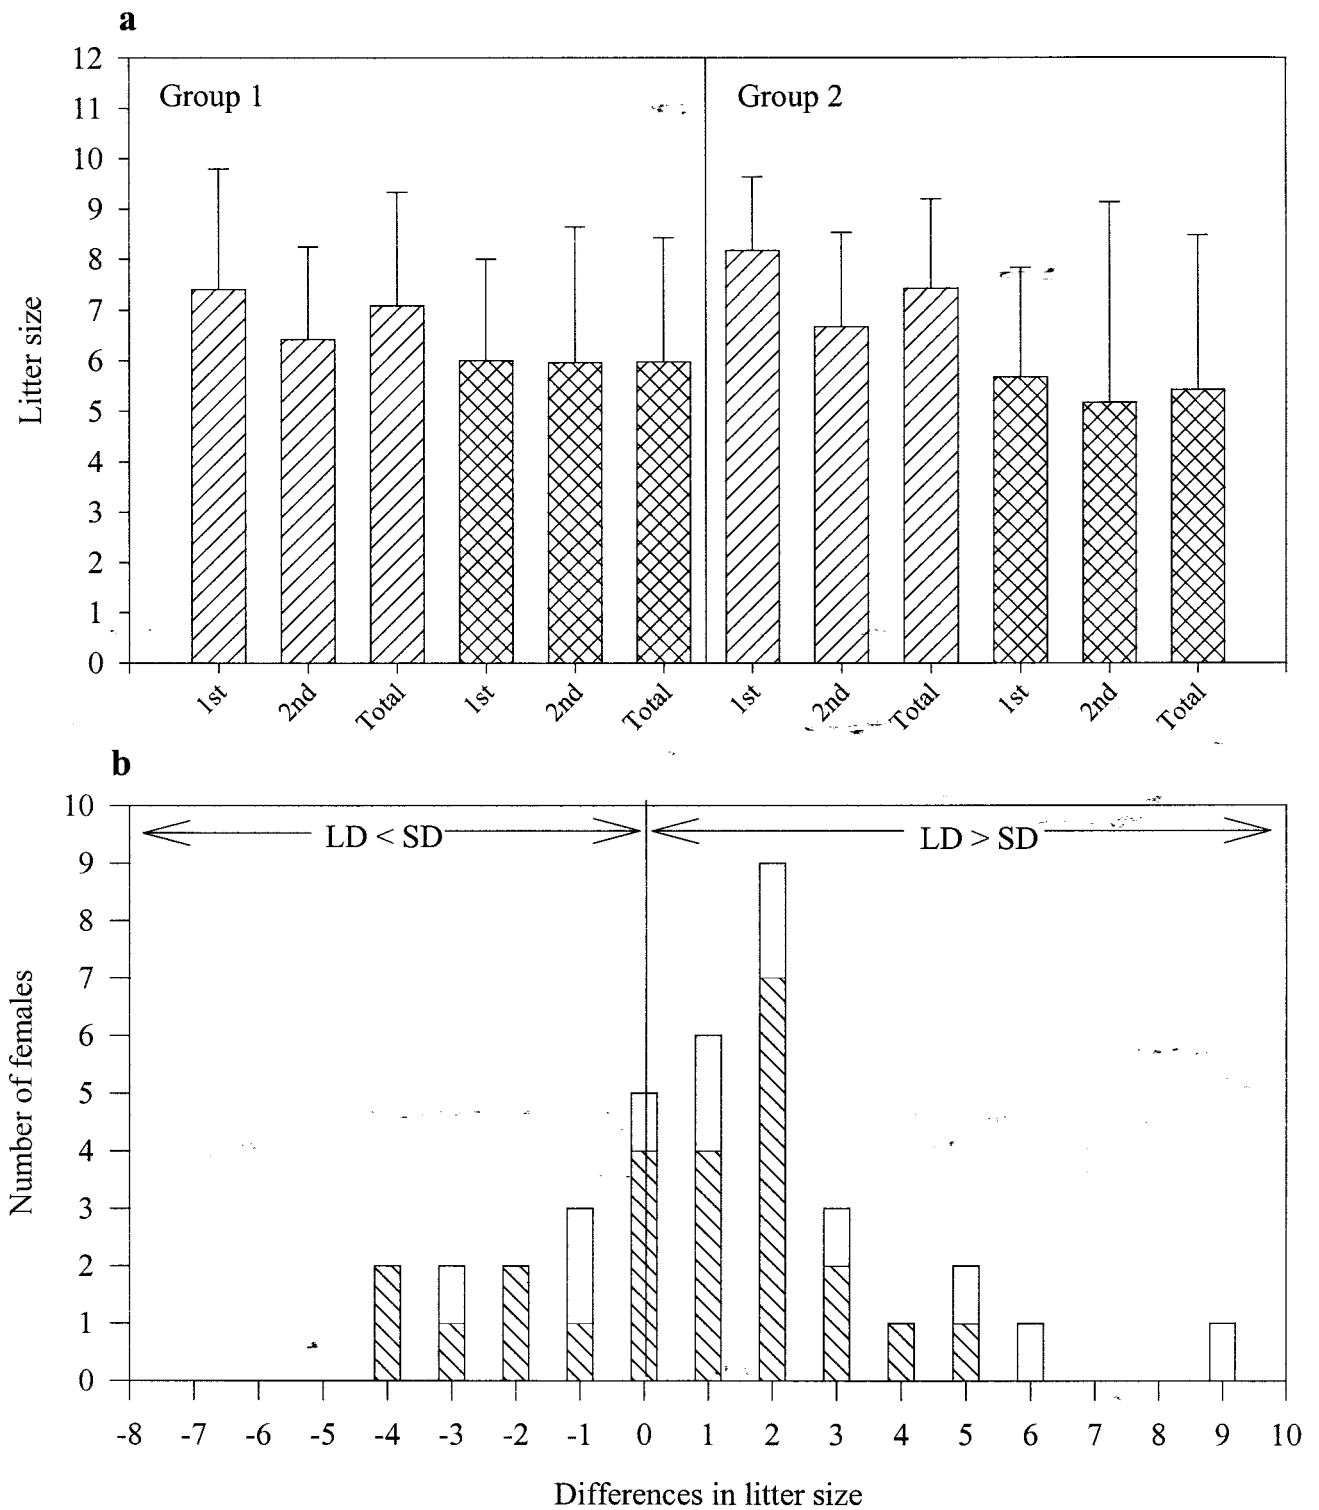 a
12
11
10
9
8
7
6
5
4
3
2
1
0
Litter size
Group 1
Group 2
1st
2nd
Total
1st
2nd
Total
1st
2nd
Total
1st
2nd
Total
b
10
9
8
7
6
5
4
3
2
1
0
Number of females
LD < SD
LD > SD
-8 -7 -6 -5 -4 -3 -2 -1 0 1 2 3 4 5 6 7 8 9 10
Differences in litter size